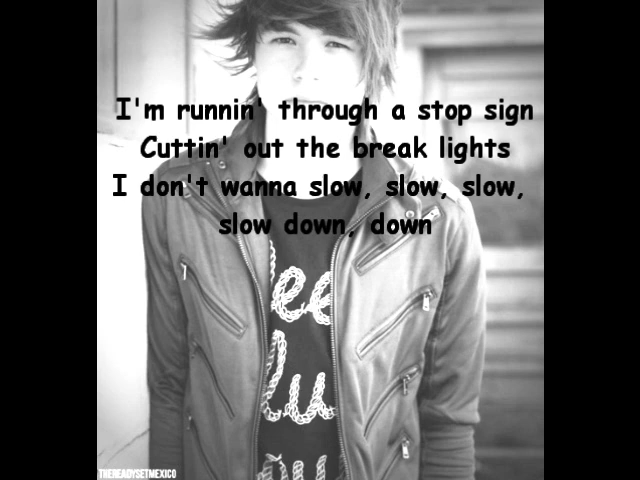 I'm runnin' through a stop sign
Cuttin' out the break lights
I don't wanna slow, slow, slow,
slow down, down
THEREADYSETMEXICO